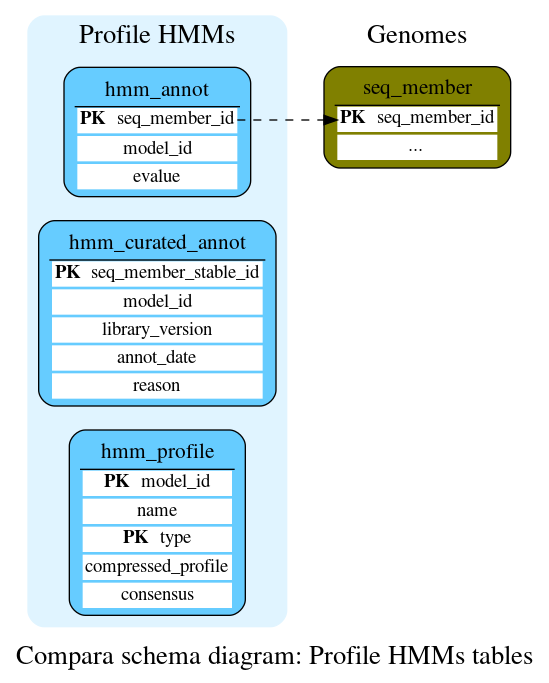 Profile HMMs
hmm_annot
PK seq_member_id
model_id
evalue
hmm_curated_annot
PK seq_member_stable_id
model_id
library_version
annot_date
reason
hmm_profile
PK model_id
name
PK type
compressed_profile
consensus
Genomes
seq_member
PK seq_member_id
...
Compara schema diagram: Profile HMMs tables